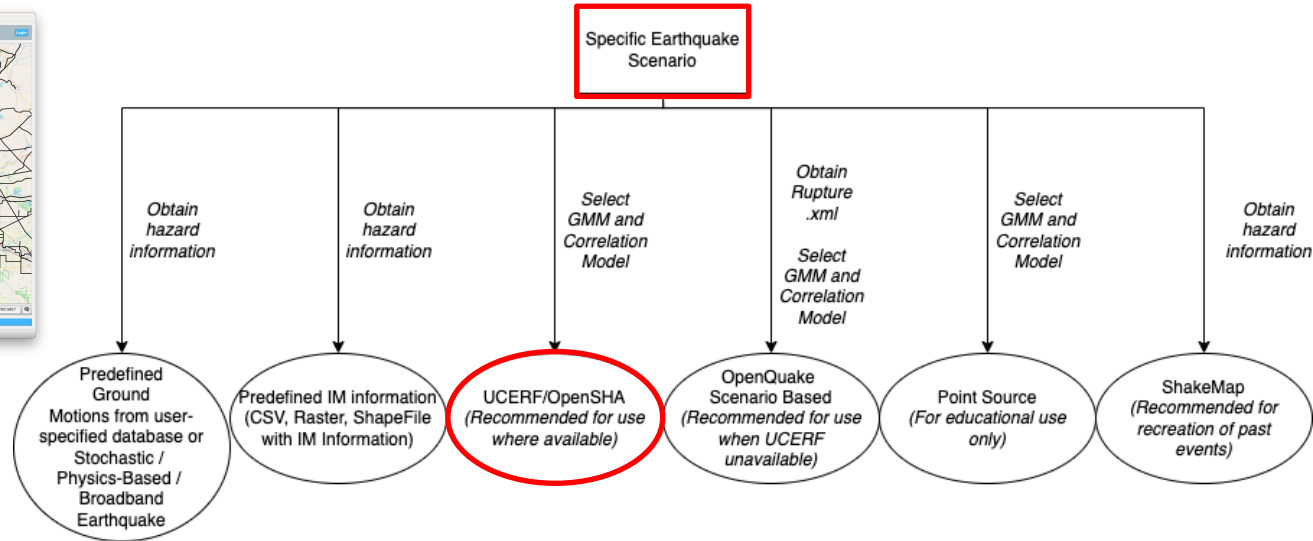 Login
Specific Earthquake
Scenario
Obtain
hazard
information
Obtain
hazard
information
Select
GMM and
Correlation
Model
Obtain
Rupture
.xml
Select
GMM and
Correlation
Model
Select
GMM and
Correlation
Model
Obtain
hazard
information
Predefined
Ground
Motions from user-
specified database or
Stochastic /
Physics-Based /
Broadband
Earthquake
Predefined IM information
(CSV, Raster, ShapeFile
with IM Information)
UCERF/OpenSHA
(Recommended for use
where available)
OpenQuake
Scenario Based
(Recommended for use
when UCERF
unavailable)
Point Source
(For educational use
only)
ShakeMap
(Recommended for
recreation of past
events)